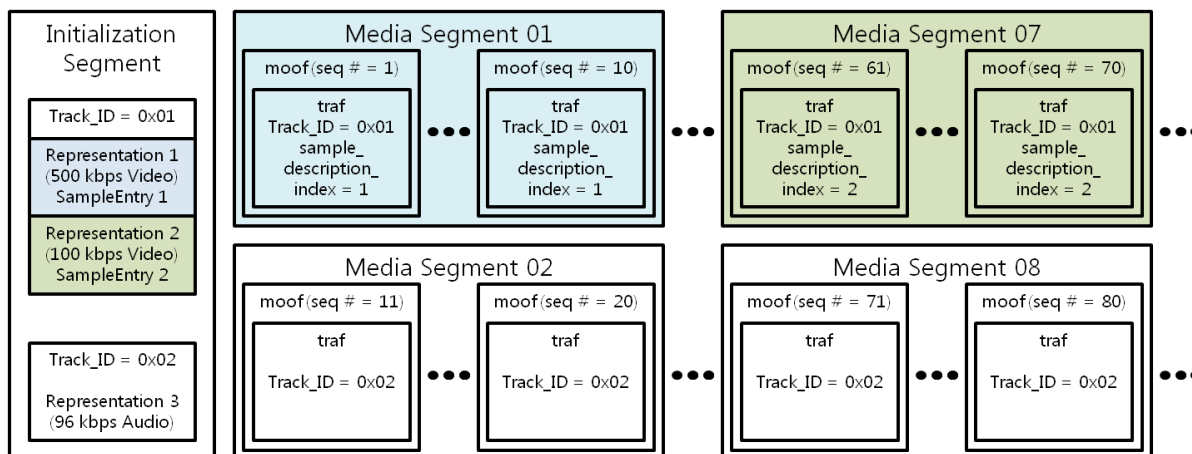 Initialization
Segment
Track_ID = 0x01
Representation 1
(500 kbps Video)
SampleEntry 1
Representation 2
(100 kbps Video)
SampleEntry 2
Track_ID = 0x02
Representation 3
(96 kbps Audio)
Media Segment 01
moof(seq # = 1)
traf
Track_ID = 0x01
sample_
description_
index = 1
•••
moof(seq # = 10)
traf
Track_ID = 0x01
sample_
description_
index = 1
•••
Media Segment 07
moof(seq # = 61)
traf
Track_ID = 0x01
sample_
description_
index = 2
•••
moof(seq # = 70)
traf
Track_ID = 0x01
sample_
description_
index = 2
•••
Media Segment 02
moof(seq # = 11)
traf
Track_ID = 0x02
•••
moof(seq # = 20)
traf
Track_ID = 0x02
•••
Media Segment 08
moof(seq # = 71)
traf
Track_ID = 0x02
•••
moof(seq # = 80)
traf
Track_ID = 0x02
•••